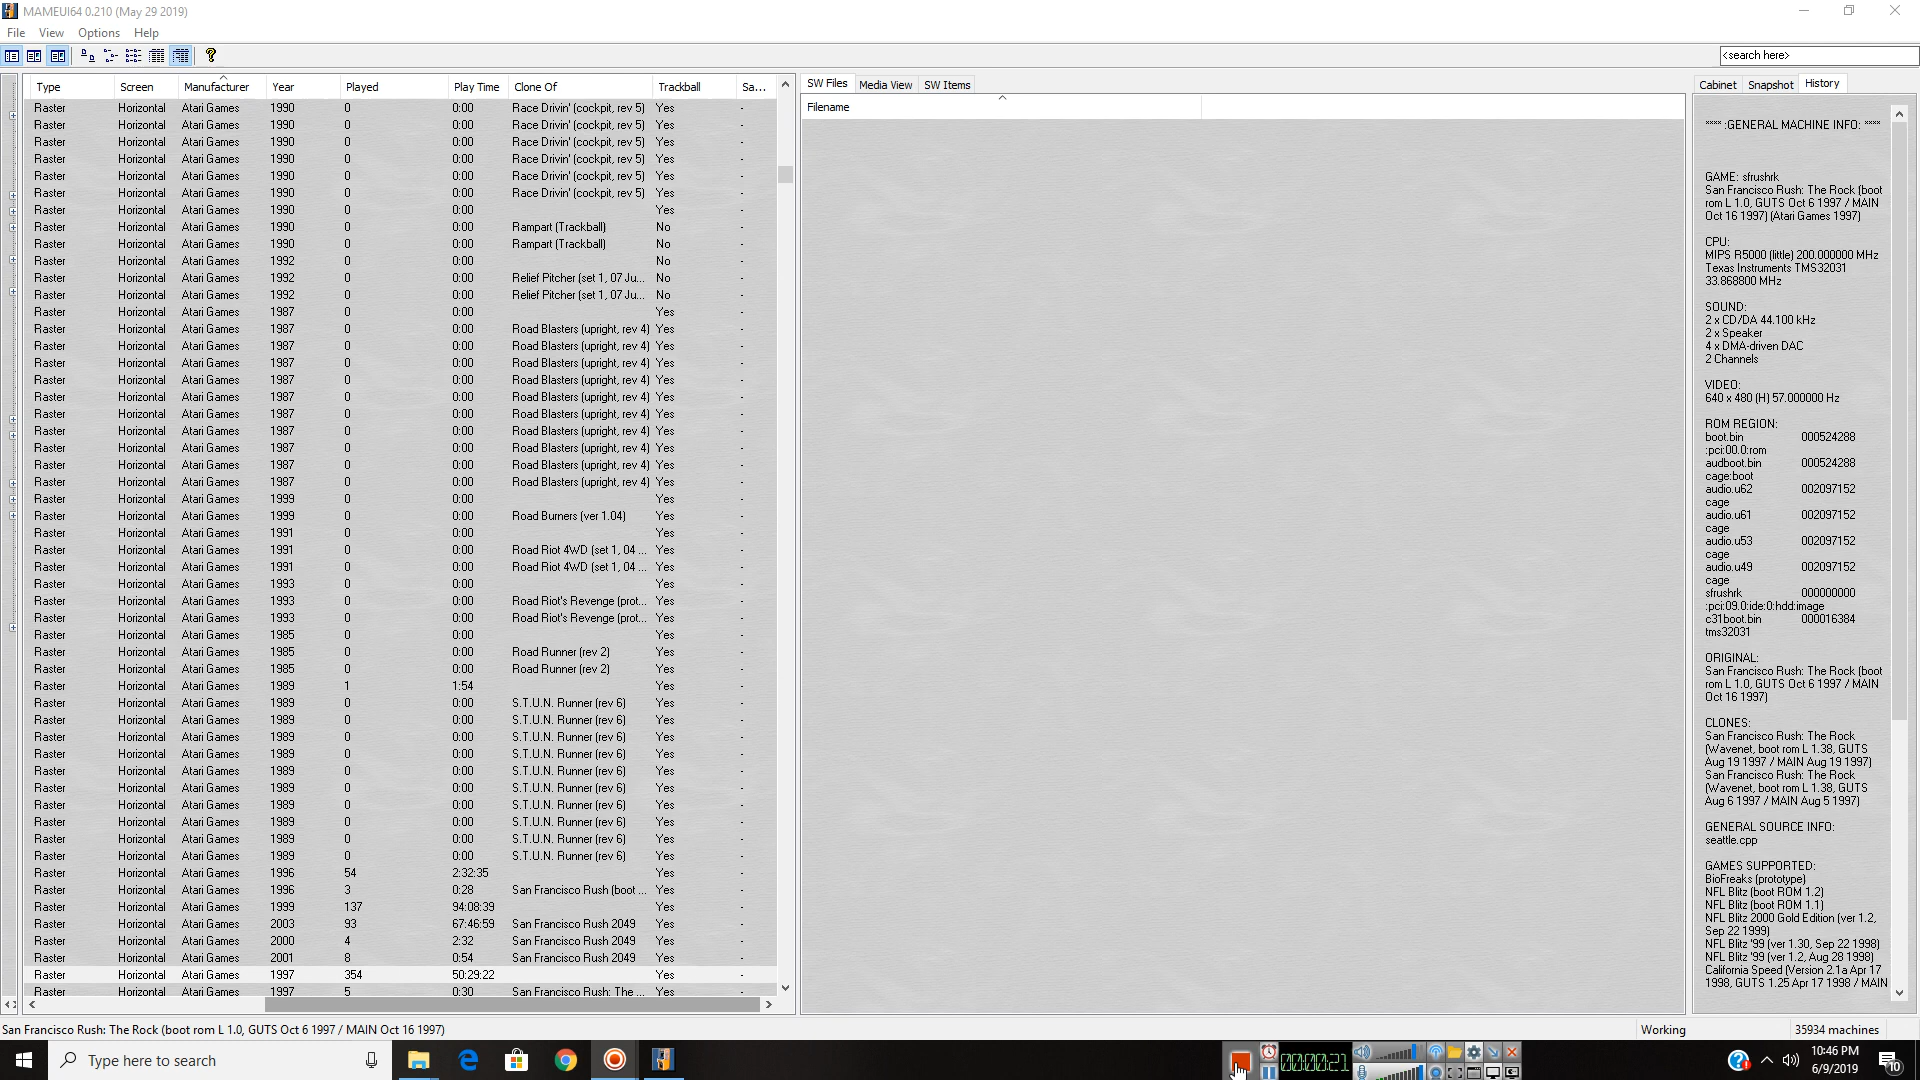 MAMEUI64 0.210 (May 29 2019)
File View Options Help
<search here>
Type Screen Manufacturer Year Played Play Time Clone Of Trackball Sa...
Raster Horizontal Atari Games 1990 0 0:00 Race Drivin' (cockpit, rev 5) Yes -
Raster Horizontal Atari Games 1990 0 0:00 Race Drivin' (cockpit, rev 5) Yes -
Raster Horizontal Atari Games 1990 0 0:00 Race Drivin' (cockpit, rev 5) Yes -
Raster Horizontal Atari Games 1990 0 0:00 Race Drivin' (cockpit, rev 5) Yes -
Raster Horizontal Atari Games 1990 0 0:00 Race Drivin' (cockpit, rev 5) Yes -
Raster Horizontal Atari Games 1990 0 0:00 Race Drivin' (cockpit, rev 5) Yes -
Raster Horizontal Atari Games 1990 0 0:00 Yes -
Raster Horizontal Atari Games 1990 0 0:00 Rampart (Trackball) No -
Raster Horizontal Atari Games 1990 0 0:00 Rampart (Trackball) No -
Raster Horizontal Atari Games 1992 0 0:00 No -
Raster Horizontal Atari Games 1992 0 0:00 Relief Pitcher (set 1, 07 Ju... No -
Raster Horizontal Atari Games 1992 0 0:00 Relief Pitcher (set 1, 07 Ju... No -
Raster Horizontal Atari Games 1987 0 0:00 Yes -
Raster Horizontal Atari Games 1987 0 0:00 Road Blasters (upright, rev 4) Yes -
Raster Horizontal Atari Games 1987 0 0:00 Road Blasters (upright, rev 4) Yes -
Raster Horizontal Atari Games 1987 0 0:00 Road Blasters (upright, rev 4) Yes -
Raster Horizontal Atari Games 1987 0 0:00 Road Blasters (upright, rev 4) Yes -
Raster Horizontal Atari Games 1987 0 0:00 Road Blasters (upright, rev 4) Yes -
Raster Horizontal Atari Games 1987 0 0:00 Road Blasters (upright, rev 4) Yes -
Raster Horizontal Atari Games 1987 0 0:00 Road Blasters (upright, rev 4) Yes -
Raster Horizontal Atari Games 1987 0 0:00 Road Blasters (upright, rev 4) Yes -
Raster Horizontal Atari Games 1987 0 0:00 Road Blasters (upright, rev 4) Yes -
Raster Horizontal Atari Games 1987 0 0:00 Road Blasters (upright, rev 4) Yes -
Raster Horizontal Atari Games 1999 0 0:00 Yes -
Raster Horizontal Atari Games 1999 0 0:00 Road Burners (ver 1.04) Yes -
Raster Horizontal Atari Games 1991 0 0:00 Yes -
Raster Horizontal Atari Games 1991 0 0:00 Road Riot 4WD (set 1, 04 ... Yes -
Raster Horizontal Atari Games 1991 0 0:00 Road Riot 4WD (set 1, 04 ... Yes -
Raster Horizontal Atari Games 1993 0 0:00 Yes -
Raster Horizontal Atari Games 1993 0 0:00 Road Riot's Revenge (prot... Yes -
Raster Horizontal Atari Games 1993 0 0:00 Road Riot's Revenge (prot... Yes -
Raster Horizontal Atari Games 1985 0 0:00 Yes -
Raster Horizontal Atari Games 1985 0 0:00 Road Runner (rev 2) Yes -
Raster Horizontal Atari Games 1985 0 0:00 Road Runner (rev 2) Yes -
Raster Horizontal Atari Games 1989 1 1:54 Yes -
Raster Horizontal Atari Games 1989 0 0:00 S.T.U.N. Runner (rev 6) Yes -
Raster Horizontal Atari Games 1989 0 0:00 S.T.U.N. Runner (rev 6) Yes -
Raster Horizontal Atari Games 1989 0 0:00 S.T.U.N. Runner (rev 6) Yes -
Raster Horizontal Atari Games 1989 0 0:00 S.T.U.N. Runner (rev 6) Yes -
Raster Horizontal Atari Games 1989 0 0:00 S.T.U.N. Runner (rev 6) Yes -
Raster Horizontal Atari Games 1989 0 0:00 S.T.U.N. Runner (rev 6) Yes -
Raster Horizontal Atari Games 1989 0 0:00 S.T.U.N. Runner (rev 6) Yes -
Raster Horizontal Atari Games 1989 0 0:00 S.T.U.N. Runner (rev 6) Yes -
Raster Horizontal Atari Games 1989 0 0:00 S.T.U.N. Runner (rev 6) Yes -
Raster Horizontal Atari Games 1989 0 0:00 S.T.U.N. Runner (rev 6) Yes -
Raster Horizontal Atari Games 1996 54 2:32:35 Yes -
Raster Horizontal Atari Games 1996 3 0:28 San Francisco Rush (boot ... Yes -
Raster Horizontal Atari Games 1999 137 94:08:39 Yes -
Raster Horizontal Atari Games 2003 93 67:46:59 San Francisco Rush 2049 Yes -
Raster Horizontal Atari Games 2000 4 2:32 San Francisco Rush 2049 Yes -
Raster Horizontal Atari Games 2001 8 0:54 San Francisco Rush 2049 Yes -
Raster Horizontal Atari Games 1997 354 50:29:22 Yes -
Raster Horizontal Atari Games 1997 5 0:30 San Francisco Rush: The ... Yes -
SW Files Media View SW Items
Filename
Cabinet Snapshot History
**** :GENERAL MACHINE INFO: ****
GAME: sfrushrk
San Francisco Rush: The Rock (boot
rom L 1.0, GUTS Oct 6 1997 / MAIN
Oct 16 1997) (Atari Games 1997)
CPU:
MIPS R5000 (little) 200.000000 MHz
Texas Instruments TMS32031
33.868800 MHz
SOUND:
2 x CD/DA 44.100 kHz
2 x Speaker
4 x DMA-driven DAC
2 Channels
VIDEO:
640 x 480 (H) 57.000000 Hz
ROM REGION:
boot.bin 000524288
:pci:00.0:rom
audboot.bin 000524288
cage:boot
audio.u62 002097152
cage
audio.u61 002097152
cage
audio.u53 002097152
cage
audio.u49 002097152
cage
sfrushrk 000000000
:pci:09.0:ide:0:hdd:image
c31boot.bin 000016384
tms32031
ORIGINAL:
San Francisco Rush: The Rock (boot
rom L 1.0, GUTS Oct 6 1997 / MAIN
Oct 16 1997)
CLONES:
San Francisco Rush: The Rock
(Wavenet, boot rom L 1.38, GUTS
Aug 19 1997 / MAIN Aug 19 1997)
San Francisco Rush: The Rock
(Wavenet, boot rom L 1.38, GUTS
Aug 6 1997 / MAIN Aug 5 1997)
GENERAL SOURCE INFO:
seattle.cpp
GAMES SUPPORTED:
BioFreaks (prototype)
NFL Blitz (boot ROM 1.2)
NFL Blitz (boot ROM 1.1)
NFL Blitz 2000 Gold Edition (ver 1.2,
Sep 22 1999)
NFL Blitz '99 (ver 1.30, Sep 22 1998)
NFL Blitz '99 (ver 1.2, Aug 28 1998)
California Speed (Version 2.1a Apr 17
1998, GUTS 1.25 Apr 17 1998 / MAIN
San Francisco Rush: The Rock (boot rom L 1.0, GUTS Oct 6 1997 / MAIN Oct 16 1997)
Working
35934 machines
Type here to search
00:00:21
10:46 PM
6/9/2019
10